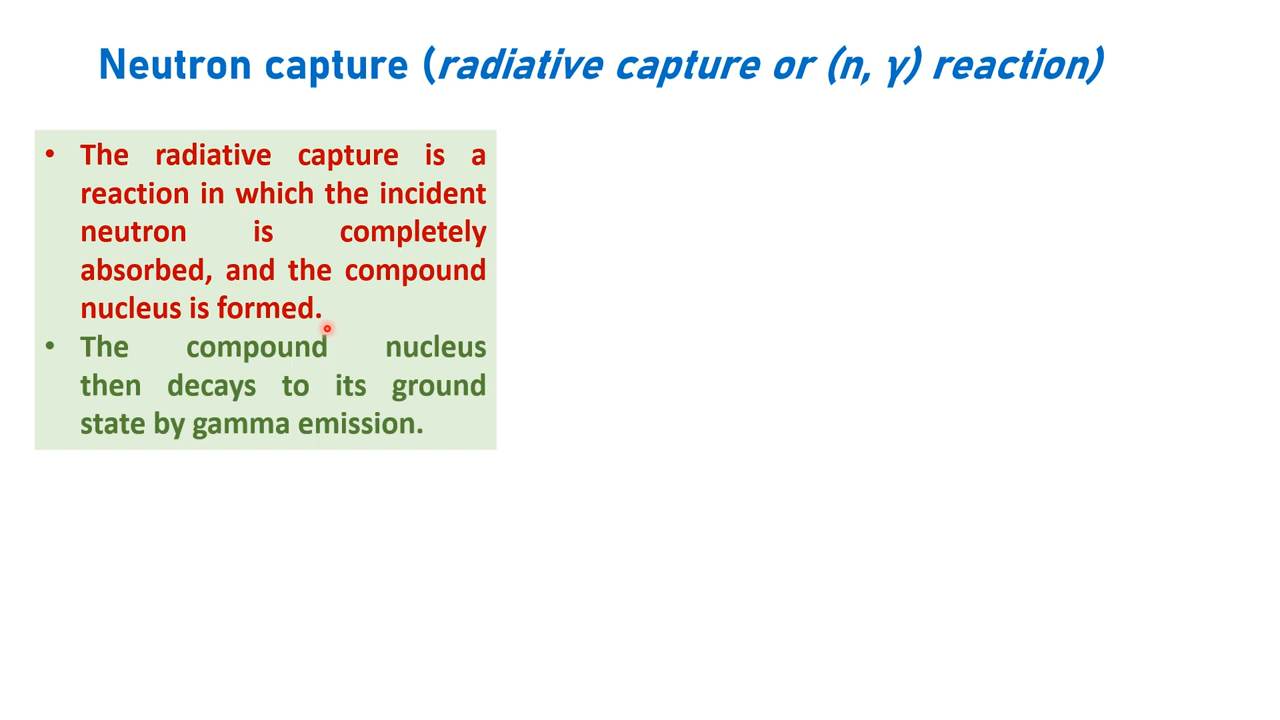 Neutron capture (radiative capture or (n, γ) reaction)
• The radiative capture is a
reaction in which the incident
neutron is completely
absorbed, and the compound
nucleus is formed.
• The compound nucleus
then decays to its ground
state by gamma emission.